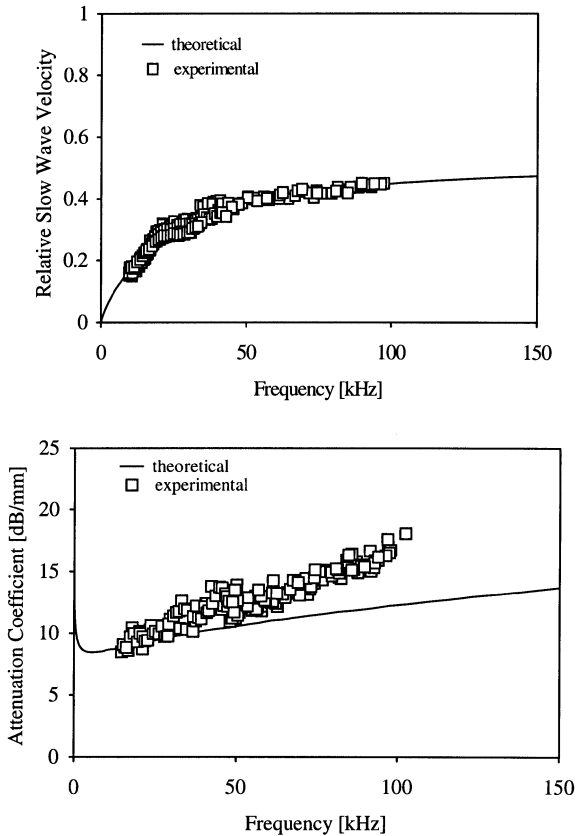 1
theoretical
experimental
0.8
0.6
0.4
0.2
0
Relative Slow Wave Velocity
0 50 100 150
Frequency [kHz]
25
theoretical
experimental
20
15
10
5
0
Attenuation Coefficient [dB/mm]
0 50 100 150
Frequency [kHz]